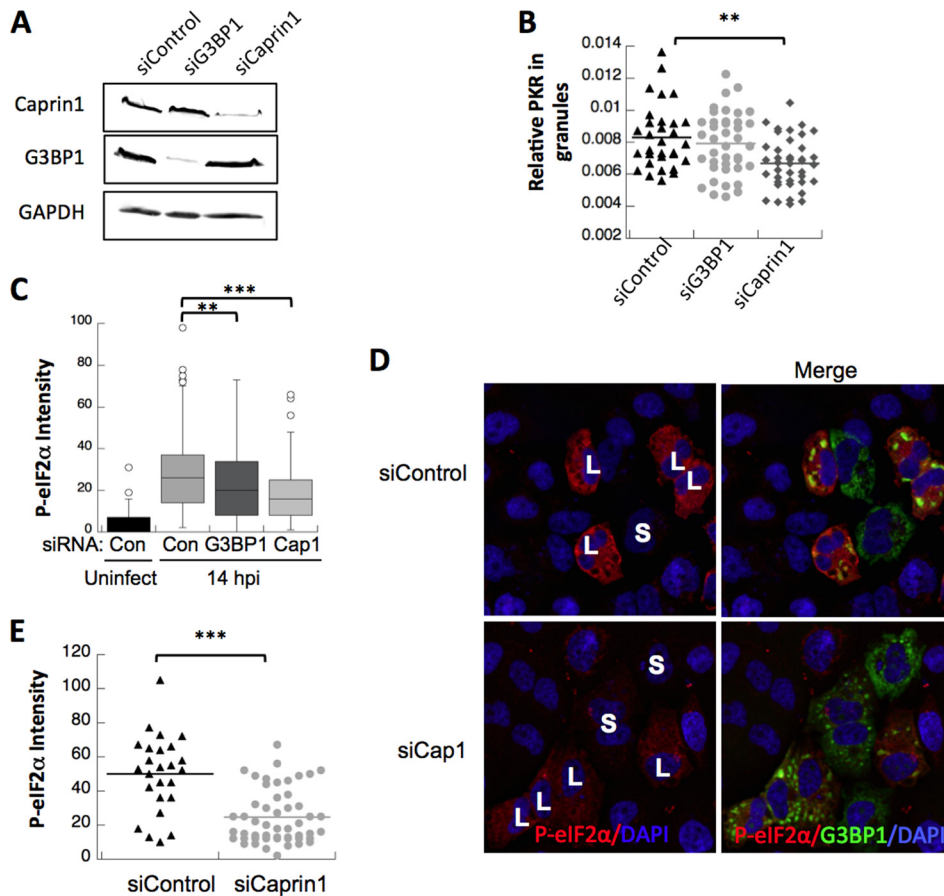 A
siControl
siG3BP1
siCaprin1
Caprin1
G3BP1
GAPDH
B
**
Relative PKR in
granules
0.014
0.012
0.01
0.008
0.006
0.004
0.002
siControl
siG3BP1
siCaprin1
C
***
**
P-eIF2α Intensity
100
80
60
40
20
0
siRNA: Con Con G3BP1 Cap1
Uninfect 14 hpi
D
Merge
siControl
L
L
L
L
S
siCap1
S
S
L
L
L
L
P-eIF2α/DAPI
P-eIF2α/G3BP1/DAPI
E
***
P-eIF2α Intensity
120
100
80
60
40
20
0
siControl siCaprin1